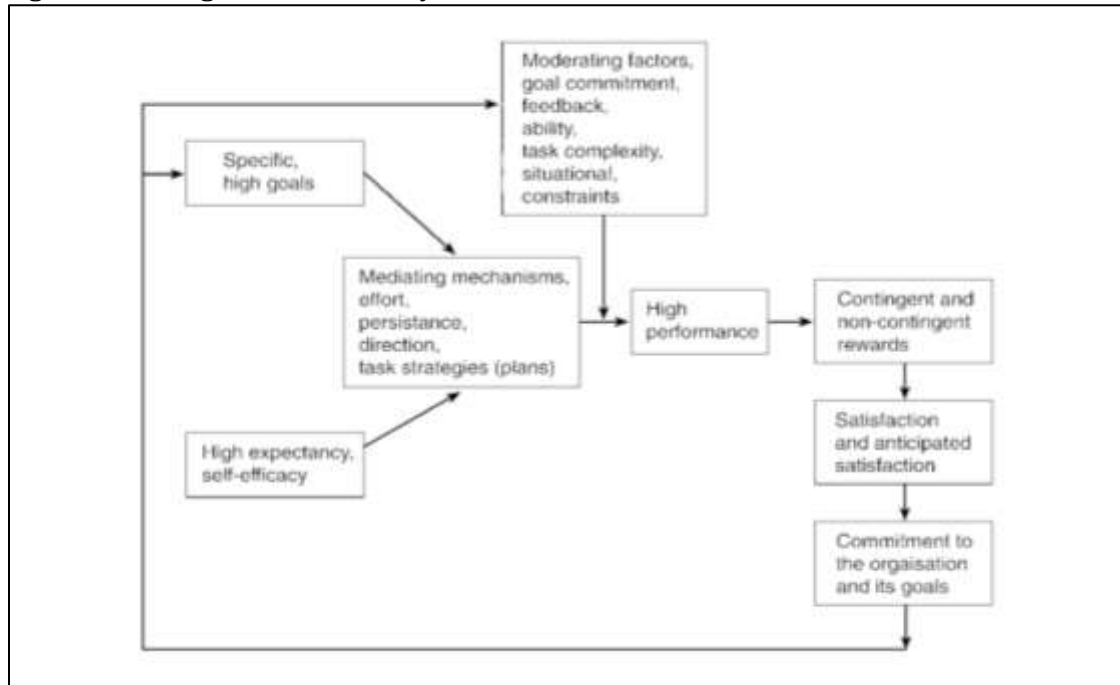 Moderating factors,
goal commitment,
feedback,
ability,
task complexity,
situational,
constraints
Specific,
high goals
Mediating mechanisms,
effort,
persistance,
direction,
task strategies (plans)
High
performance
Contingent and
non-contingent
rewards
High expectancy,
self-efficacy
Satisfaction
and anticipated
satisfaction
Commitment to
the orgaisation
and its goals